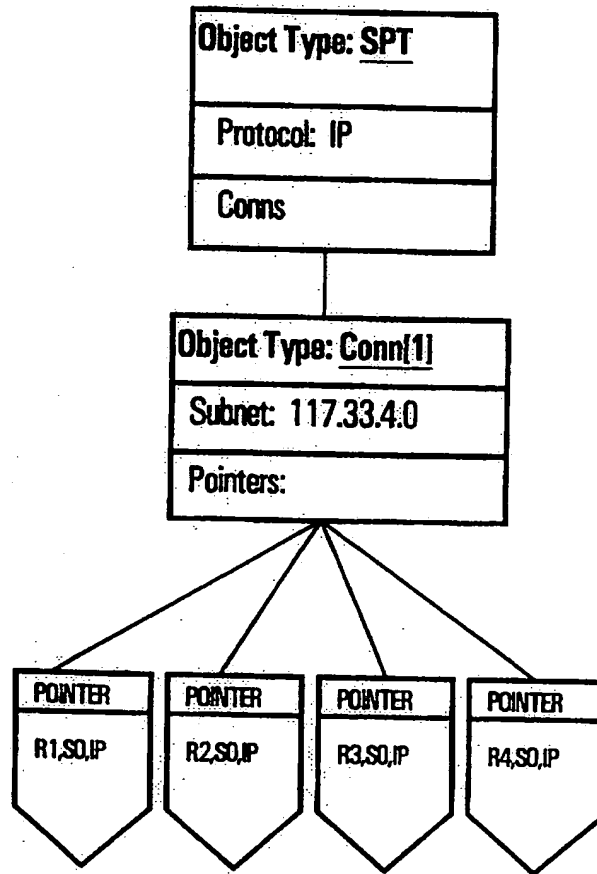 Object Type: SPT
Protocol: IP
Conns
Object Type: Conn[1]
Subnet: 117.33.4.0
Pointers:
POINTER
R1,S0,IP
POINTER
R2,S0,IP
POINTER
R3,S0,IP
POINTER
R4,S0,IP